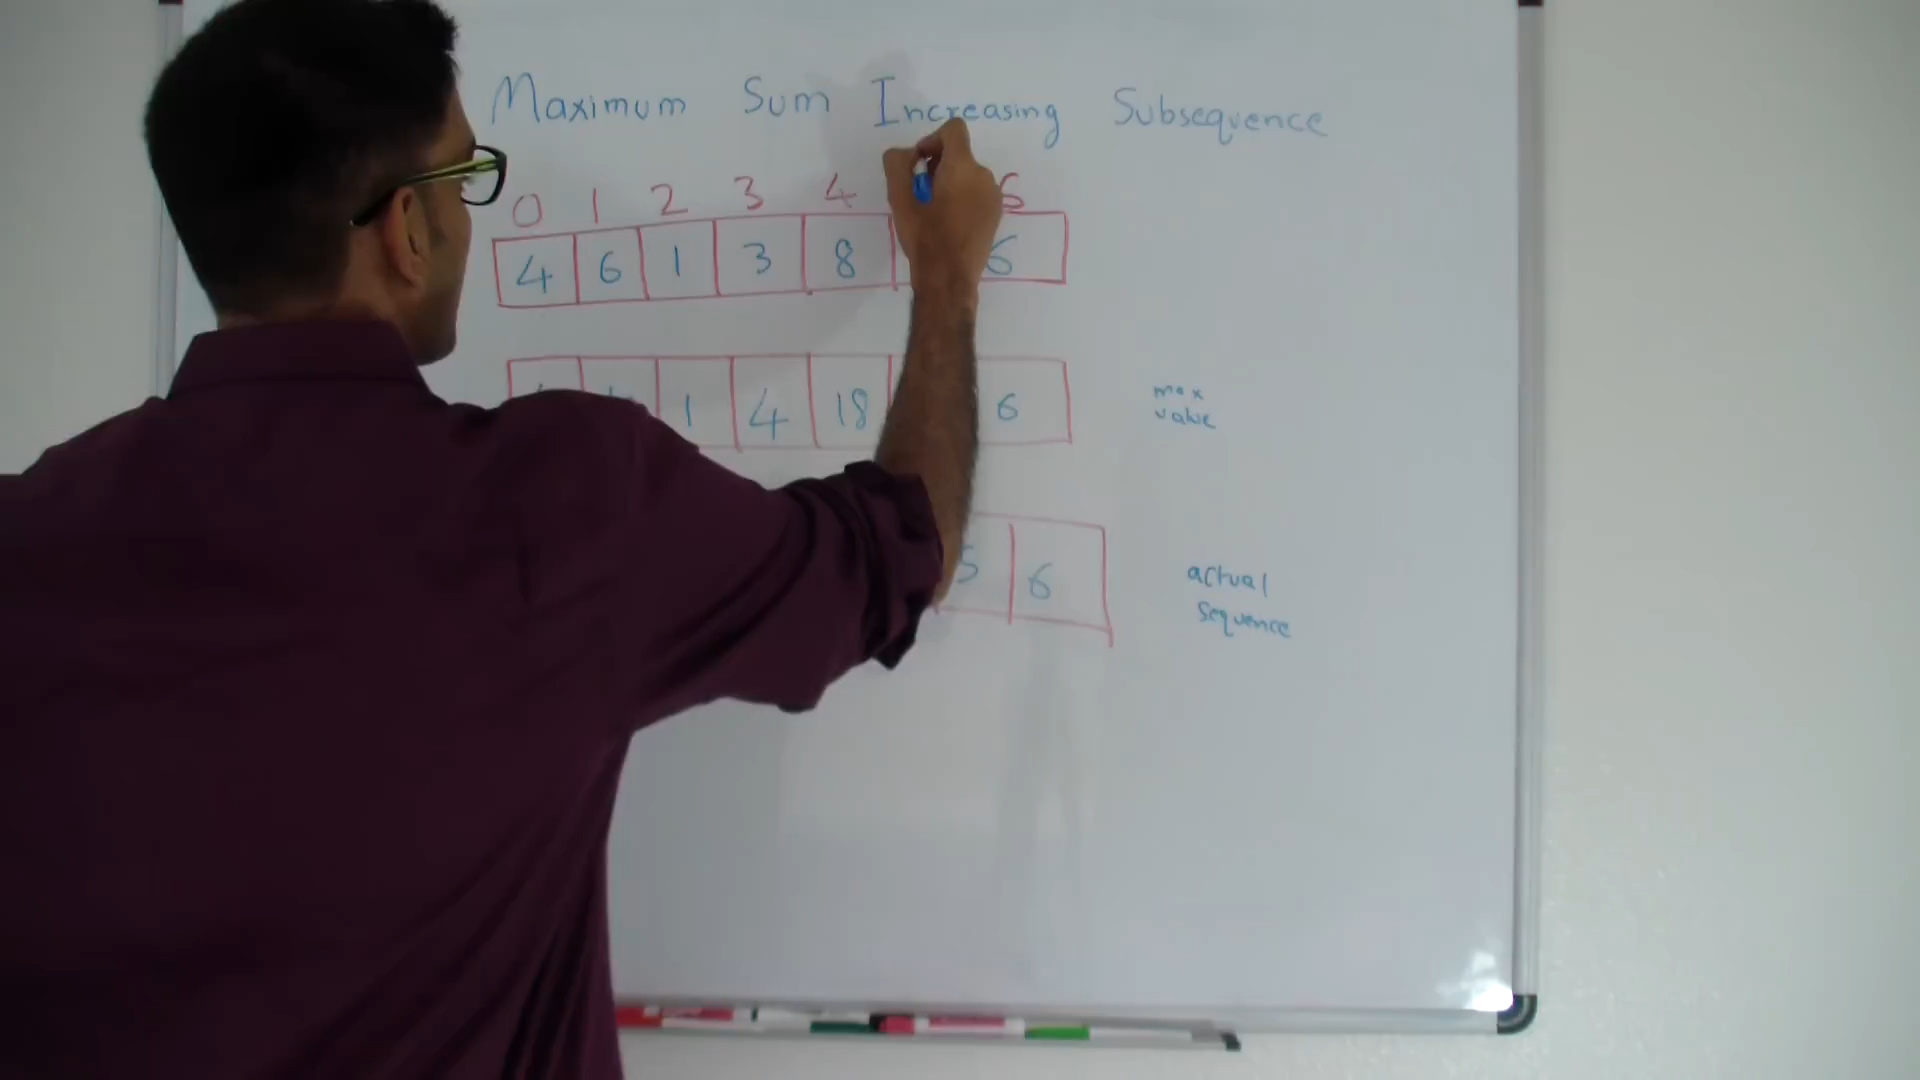 Maximum Sum Increasing Subsequence
0 1 2 3 4 6
4 6 1 3 8 6
1 4 18 6
max
value
5 6
actual
sequence